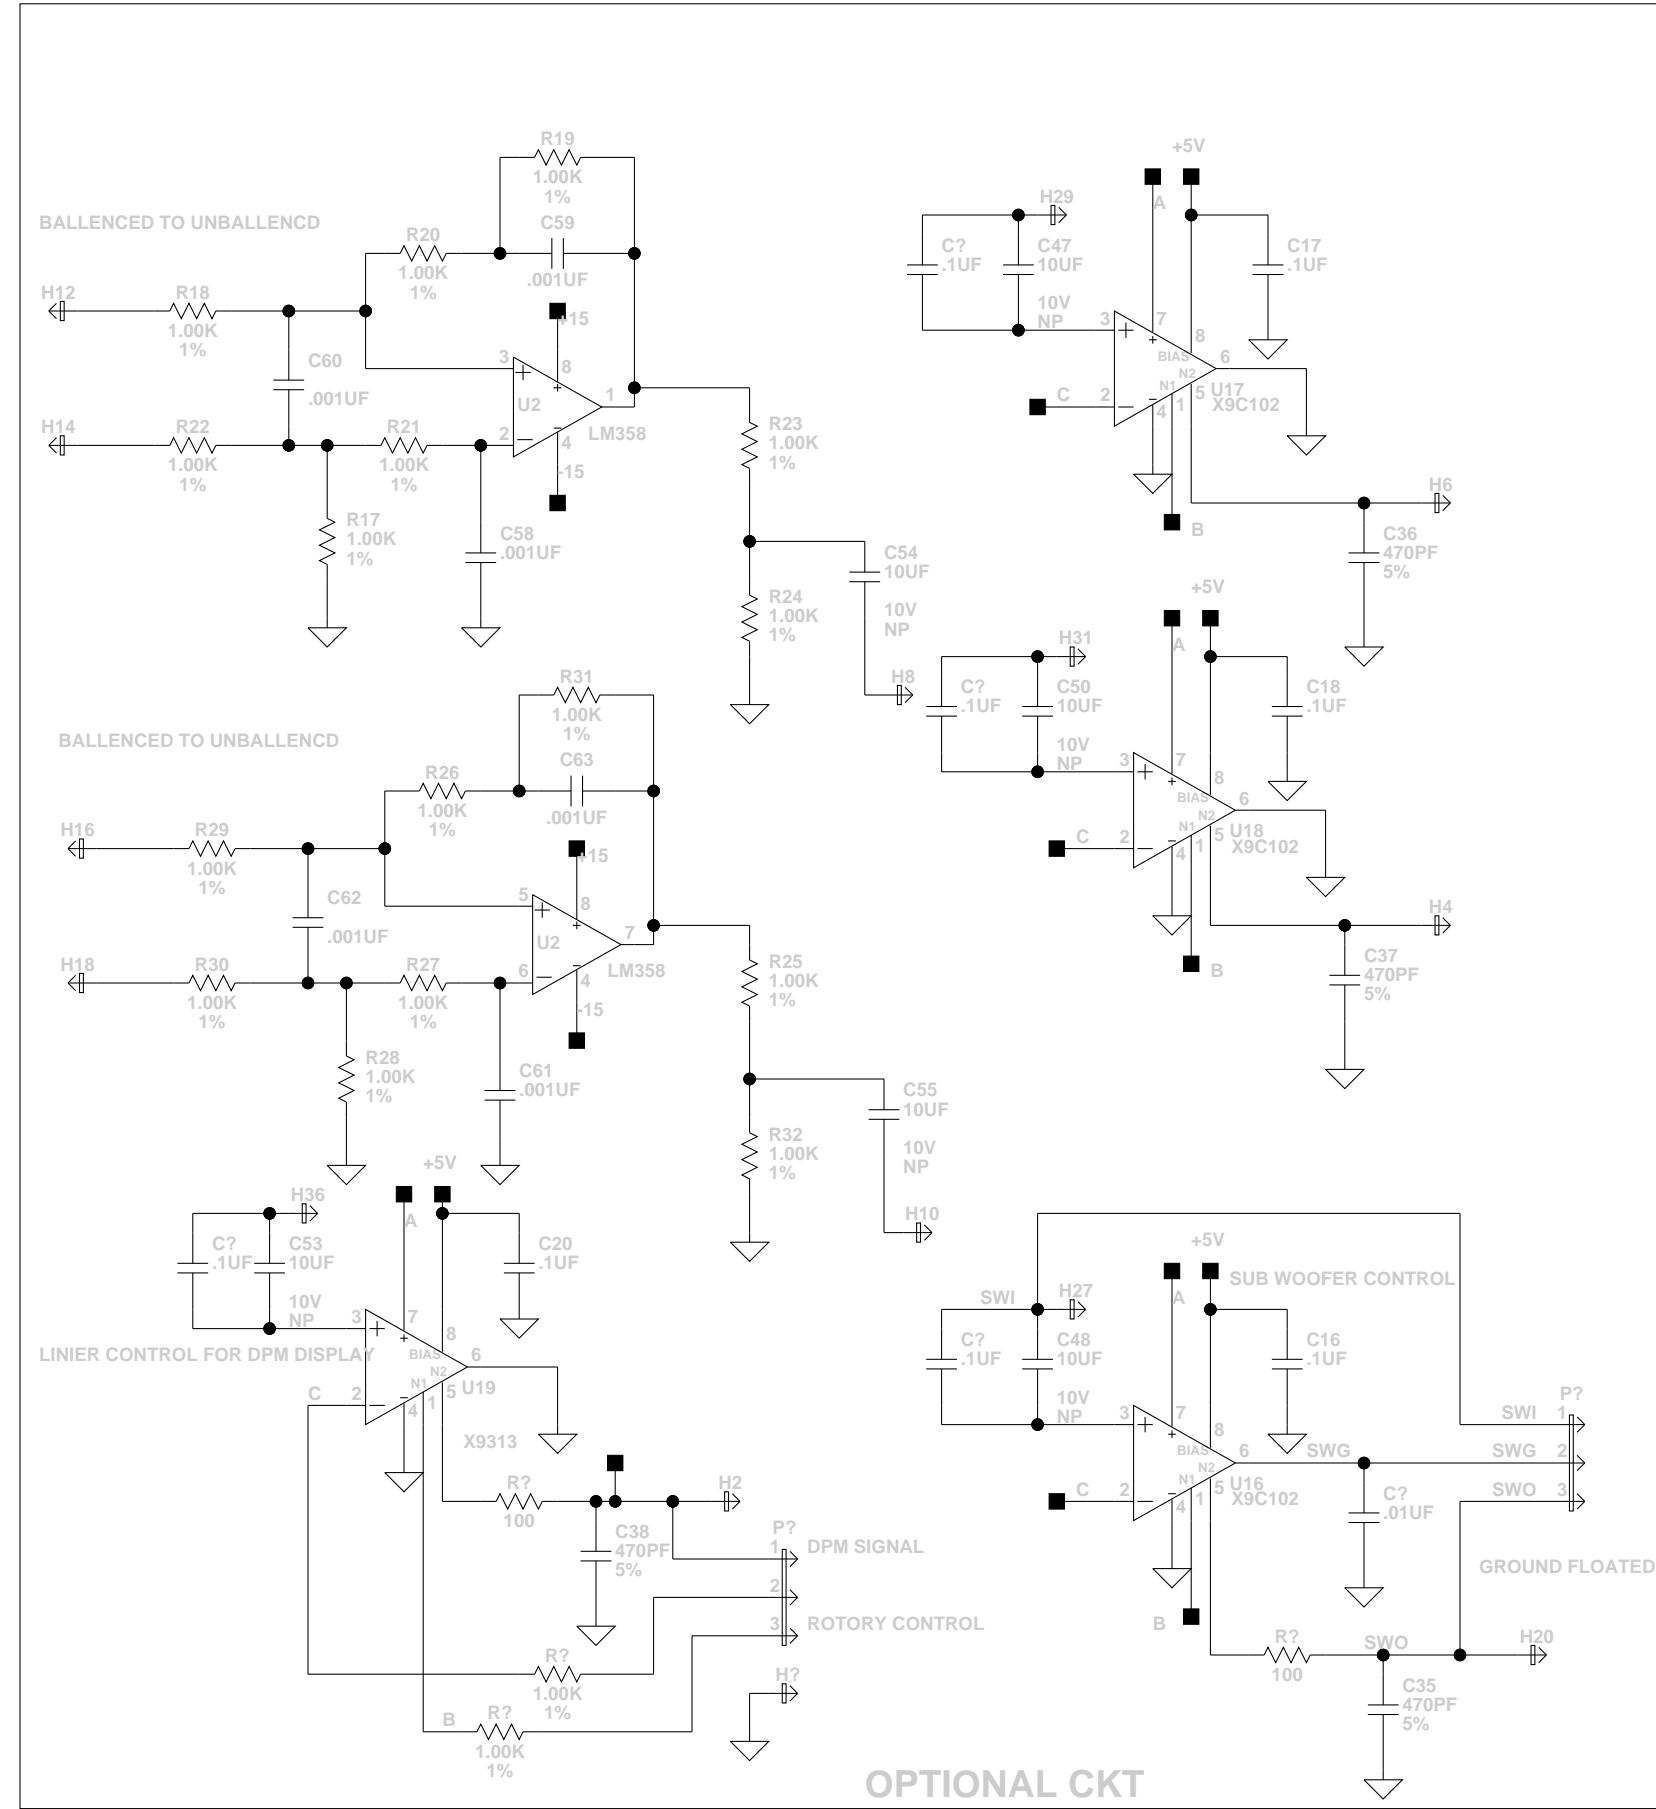 R19
1.00K
1%
C59
.001UF
BALLENCED TO UNBALLENCD
R20
1.00K
1%
H12
R18
1.00K
1%
C60
.001UF
+15
3
8
U2
1
2
4
LM358
-15
H14
R22
1.00K
1%
R21
1.00K
1%
R17
1.00K
1%
C58
.001UF
R23
1.00K
1%
R24
1.00K
1%
C54
10UF
10V
NP
H8
+5V
A
H29
C?
.1UF
C47
10UF
10V
NP
C17
.1UF
3
7
8
BIAS
6
N2
N1
5
U17
X9C102
C
2
4
1
B
H6
C36
470PF
5%
+5V
A
H31
C?
.1UF
C50
10UF
10V
NP
C18
.1UF
3
7
8
BIAS
6
N2
N1
5
U18
X9C102
C
2
4
1
B
H4
C37
470PF
5%
R31
1.00K
1%
C63
.001UF
BALLENCED TO UNBALLENCD
R26
1.00K
1%
H16
R29
1.00K
1%
C62
.001UF
+15
5
8
U2
7
6
4
LM358
-15
H18
R30
1.00K
1%
R27
1.00K
1%
R28
1.00K
1%
C61
.001UF
R25
1.00K
1%
R32
1.00K
1%
C55
10UF
10V
NP
H10
+5V
A
H36
C?
.1UF
C53
10UF
10V
NP
C20
.1UF
LINIER CONTROL FOR DPM DISPLAY
3
7
8
BIAS
6
N2
N1
5
U19
C
2
4
1
X9313
R?
100
H2
C38
470PF
5%
P?
1
DPM SIGNAL
2
3
ROTORY CONTROL
R?
1.00K
1%
H?
B
R?
1.00K
1%
+5V
A
SUB WOOFER CONTROL
SWI
H27
C?
.1UF
C48
10UF
10V
NP
C16
.1UF
3
7
8
BIAS
6
N2
N1
5
U16
X9C102
C
2
4
1
B
P?
SWI
1
SWG
SWG
2
SWO
3
C?
.01UF
GROUND FLOATED
R?
100
SWO
H20
C35
470PF
5%
OPTIONAL CKT